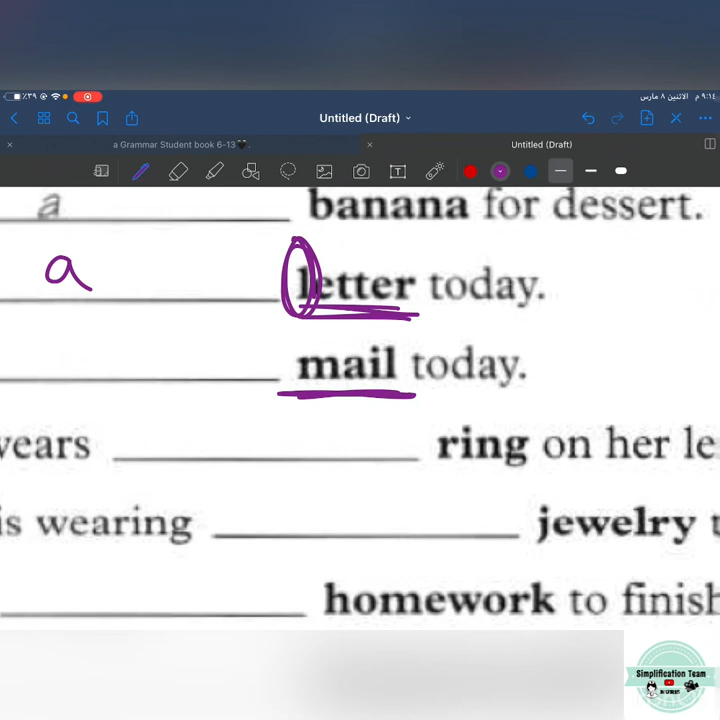 ٪٣٩ ٩:١٤ م الاثنين ٨ مارس
Untitled (Draft)
a Grammar Student book 6-13🖤 Untitled (Draft)
a banana for dessert.
a letter today.
mail today.
wears ring on her le
is wearing jewelry t
homework to finish
Simplification Team